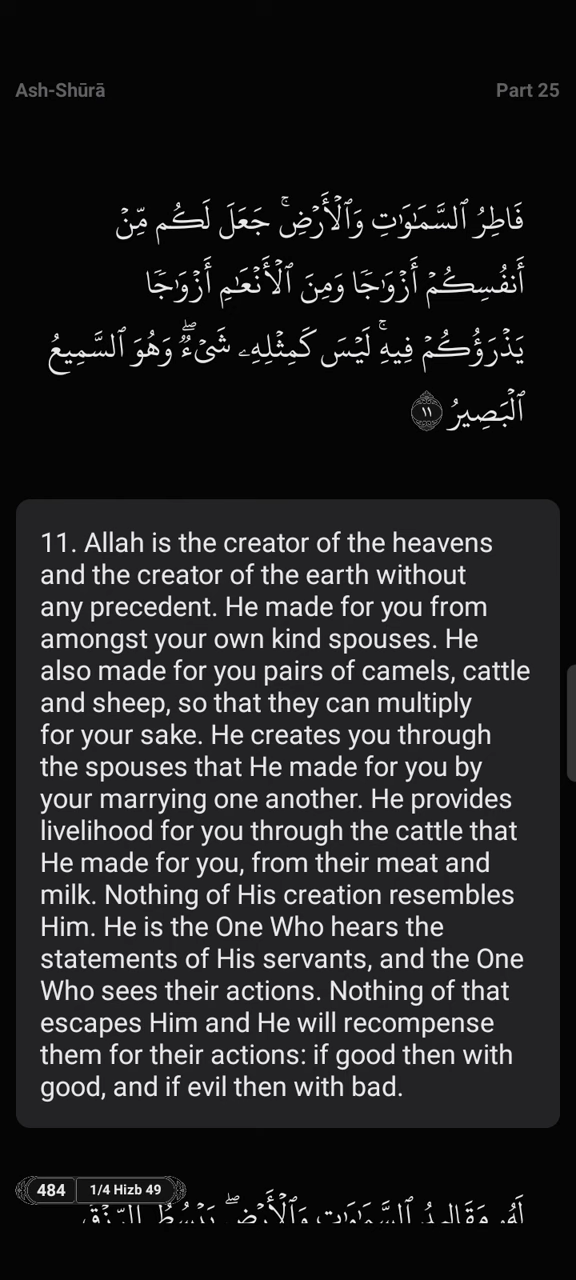 Ash-Shūrā
Part 25
فَاطِرُ ٱلسَّمَٰوَٰتِ وَٱلۡأَرۡضِۚ جَعَلَ لَكُم مِّنۡ
أَنفُسِكُمۡ أَزۡوَٰجٗا وَمِنَ ٱلۡأَنۡعَٰمِ أَزۡوَٰجٗا
يَذۡرَؤُكُمۡ فِيهِۚ لَيۡسَ كَمِثۡلِهِۦ شَيۡءٞۖ وَهُوَ ٱلسَّمِيعُ
ٱلۡبَصِيرُ ١١
11. Allah is the creator of the heavens
and the creator of the earth without
any precedent. He made for you from
amongst your own kind spouses. He
also made for you pairs of camels, cattle
and sheep, so that they can multiply
for your sake. He creates you through
the spouses that He made for you by
your marrying one another. He provides
livelihood for you through the cattle that
He made for you, from their meat and
milk. Nothing of His creation resembles
Him. He is the One Who hears the
statements of His servants, and the One
Who sees their actions. Nothing of that
escapes Him and He will recompense
them for their actions: if good then with
good, and if evil then with bad.
484
1/4 Hizb 49
لَهُۥ مَقَالِيدُ ٱلسَّمَٰوَٰتِ وَٱلۡأَرۡضِۖ يَبۡسُطُ ٱلرِّزۡقَ